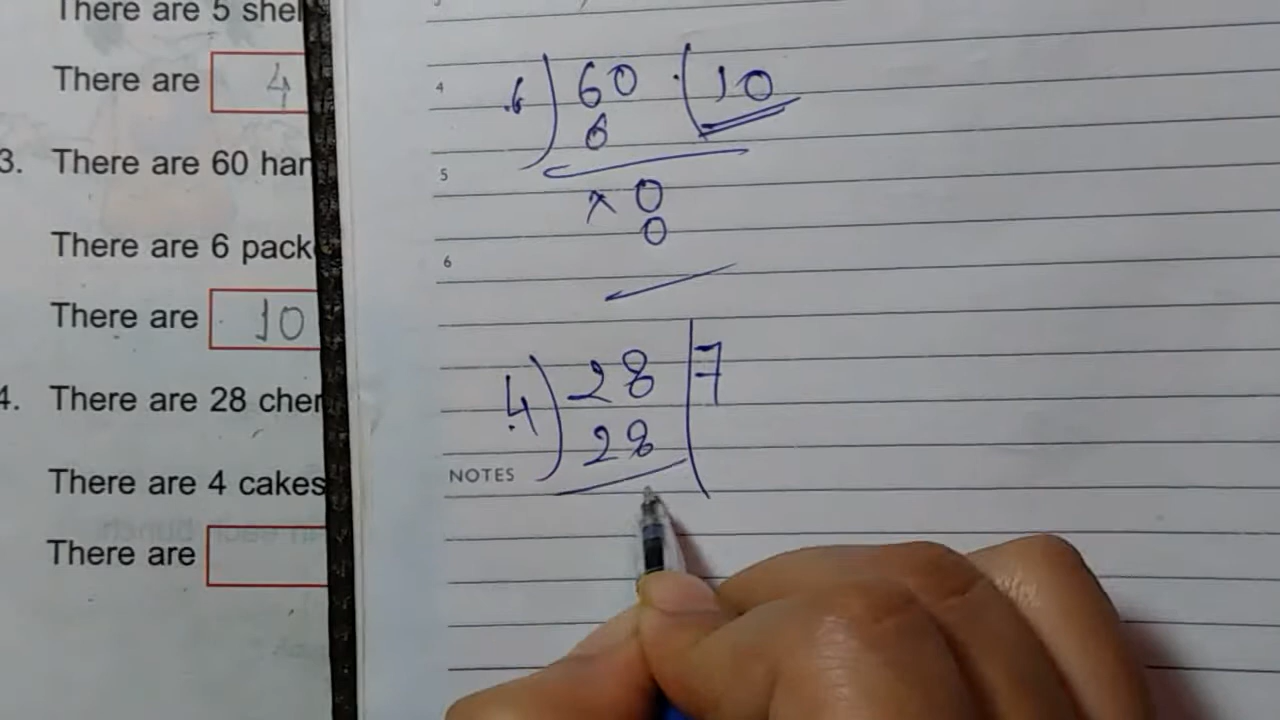 There are 5 shel
There are 4
3. There are 60 han
There are 6 pack
There are 10
4. There are 28 cher
There are 4 cakes
There are
4
6 ) 60 ( 10
6
5
× 0
0
6
4 ) 28 | 7
28
NOTES